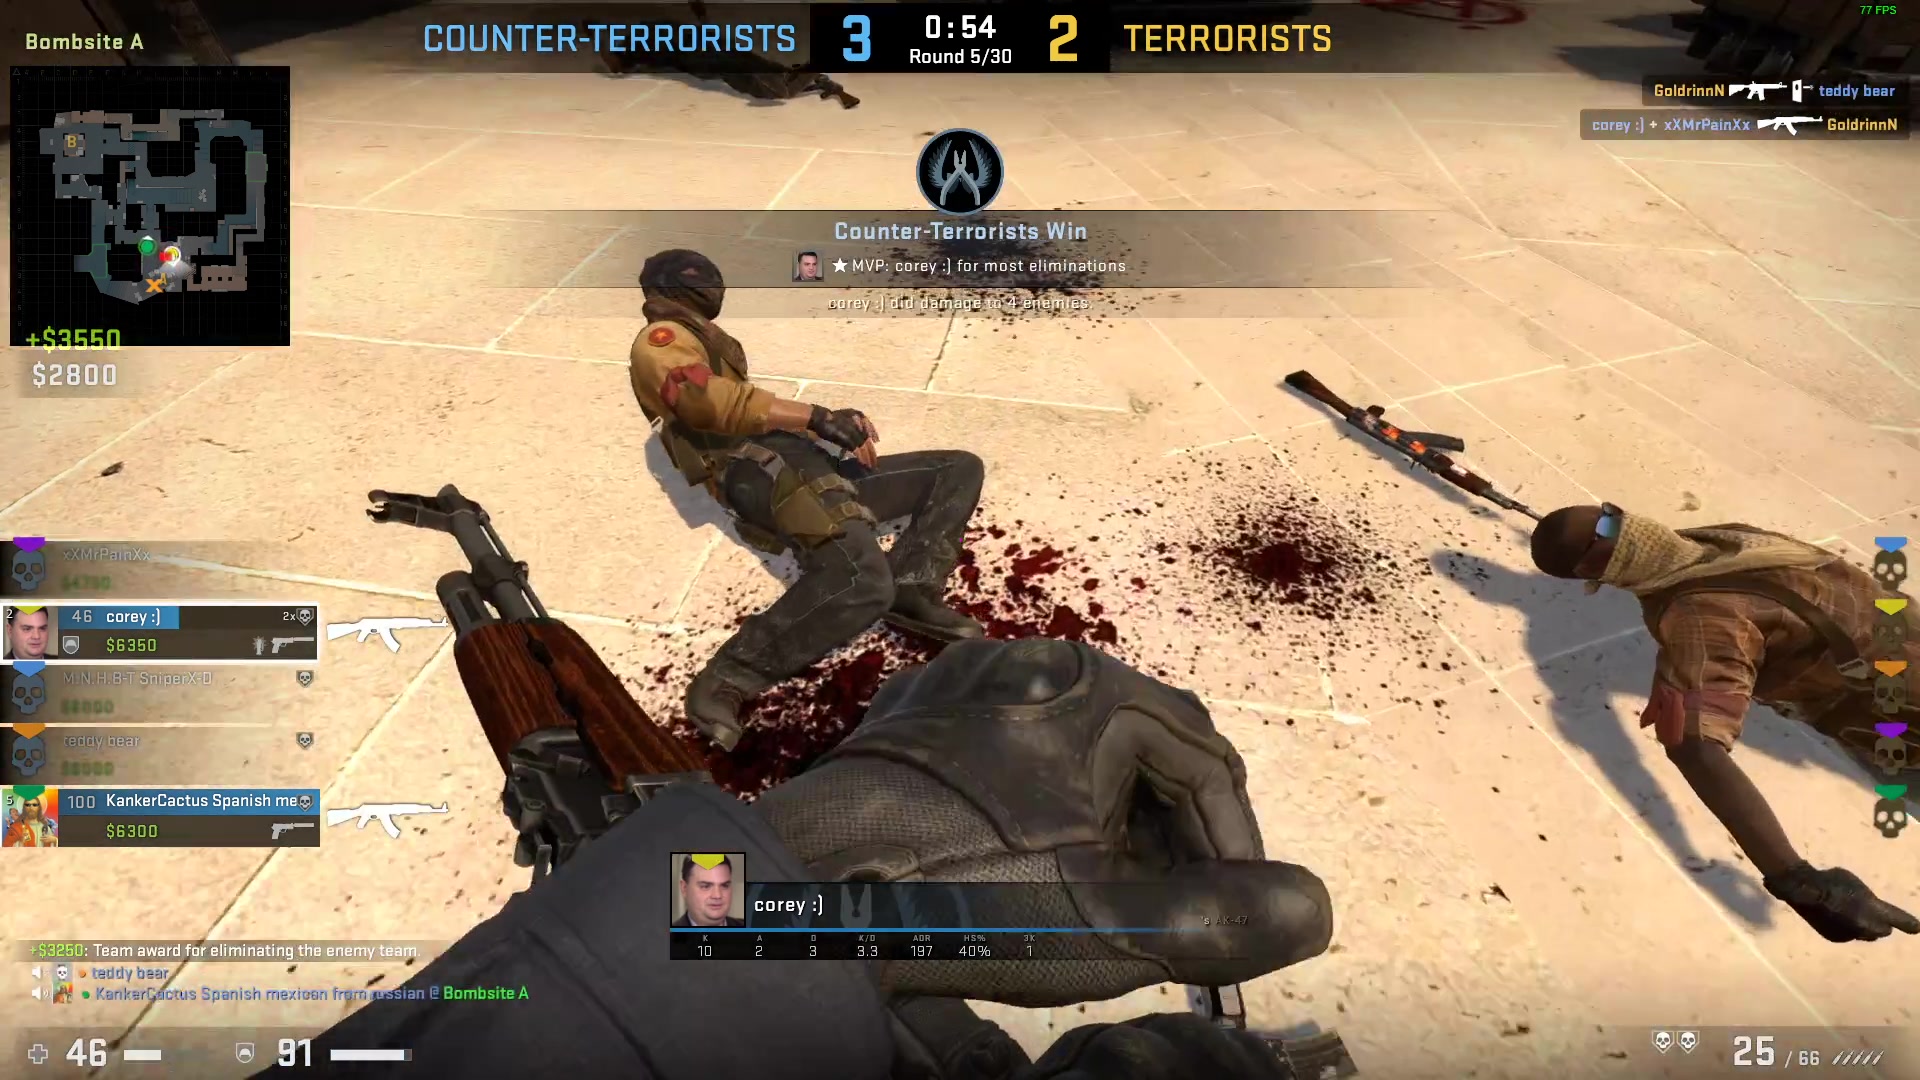 77 FPS
Bombsite A
COUNTER-TERRORISTS 3 0:54 2 TERRORISTS
Round 5/30
GoldrinnN teddy bear
corey :) + xXMrPainXx GoldrinnN
B
Counter-Terrorists Win
★ MVP: corey :) for most eliminations
corey :) did damage to 4 enemies.
+$3550
$2800
xXMrPainXx
2 46 corey :) 2x
$6350
M.N.H.B-T SniperX-D
teddy bear
5 100 KankerCactus Spanish me
$6300
corey :)
's AK-47
K A D K/D ADR HS% 3K
10 2 3 3.3 197 40% 1
+$3250: Team award for eliminating the enemy team.
teddy bear
KankerCactus Spanish mexican from russian @ Bombsite A
46 91
25 / 66